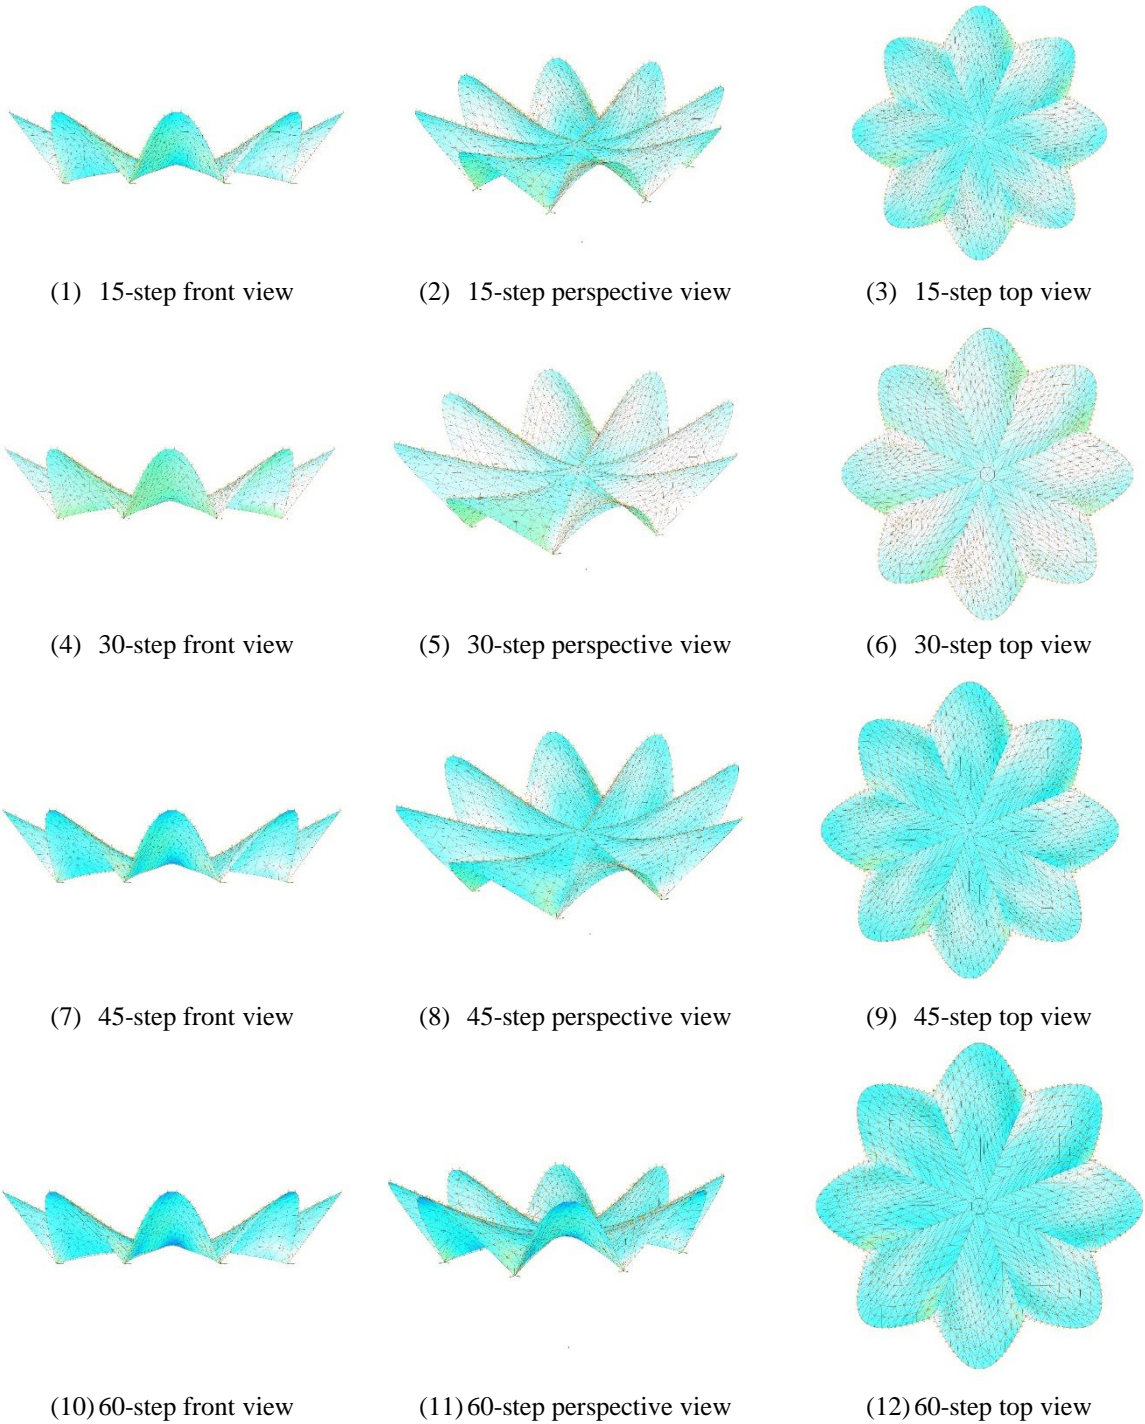 (1) 15-step front view
(2) 15-step perspective view
(3) 15-step top view
(4) 30-step front view
(5) 30-step perspective view
(6) 30-step top view
(7) 45-step front view
(8) 45-step perspective view
(9) 45-step top view
(10) 60-step front view
(11) 60-step perspective view
(12) 60-step top view